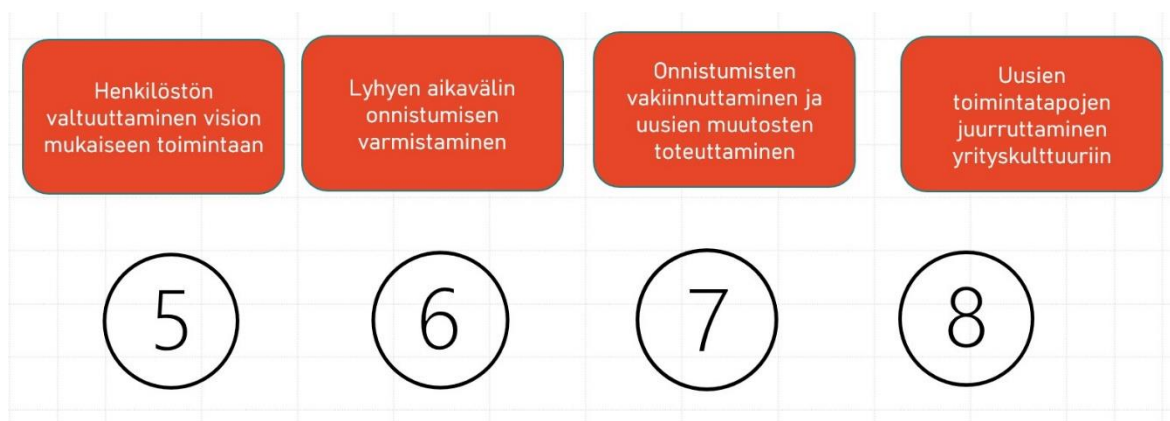 Henkilöstön
valtuuttaminen vision
mukaiseen toimintaan
Lyhyen aikavälin
onnistumisen
varmistaminen
Onnistumisten
vakiinnuttaminen ja
uusien muutosten
toteuttaminen
Uusien
toimintatapojen
juurruttaminen
yrityskulttuuriin
5
6
7
8